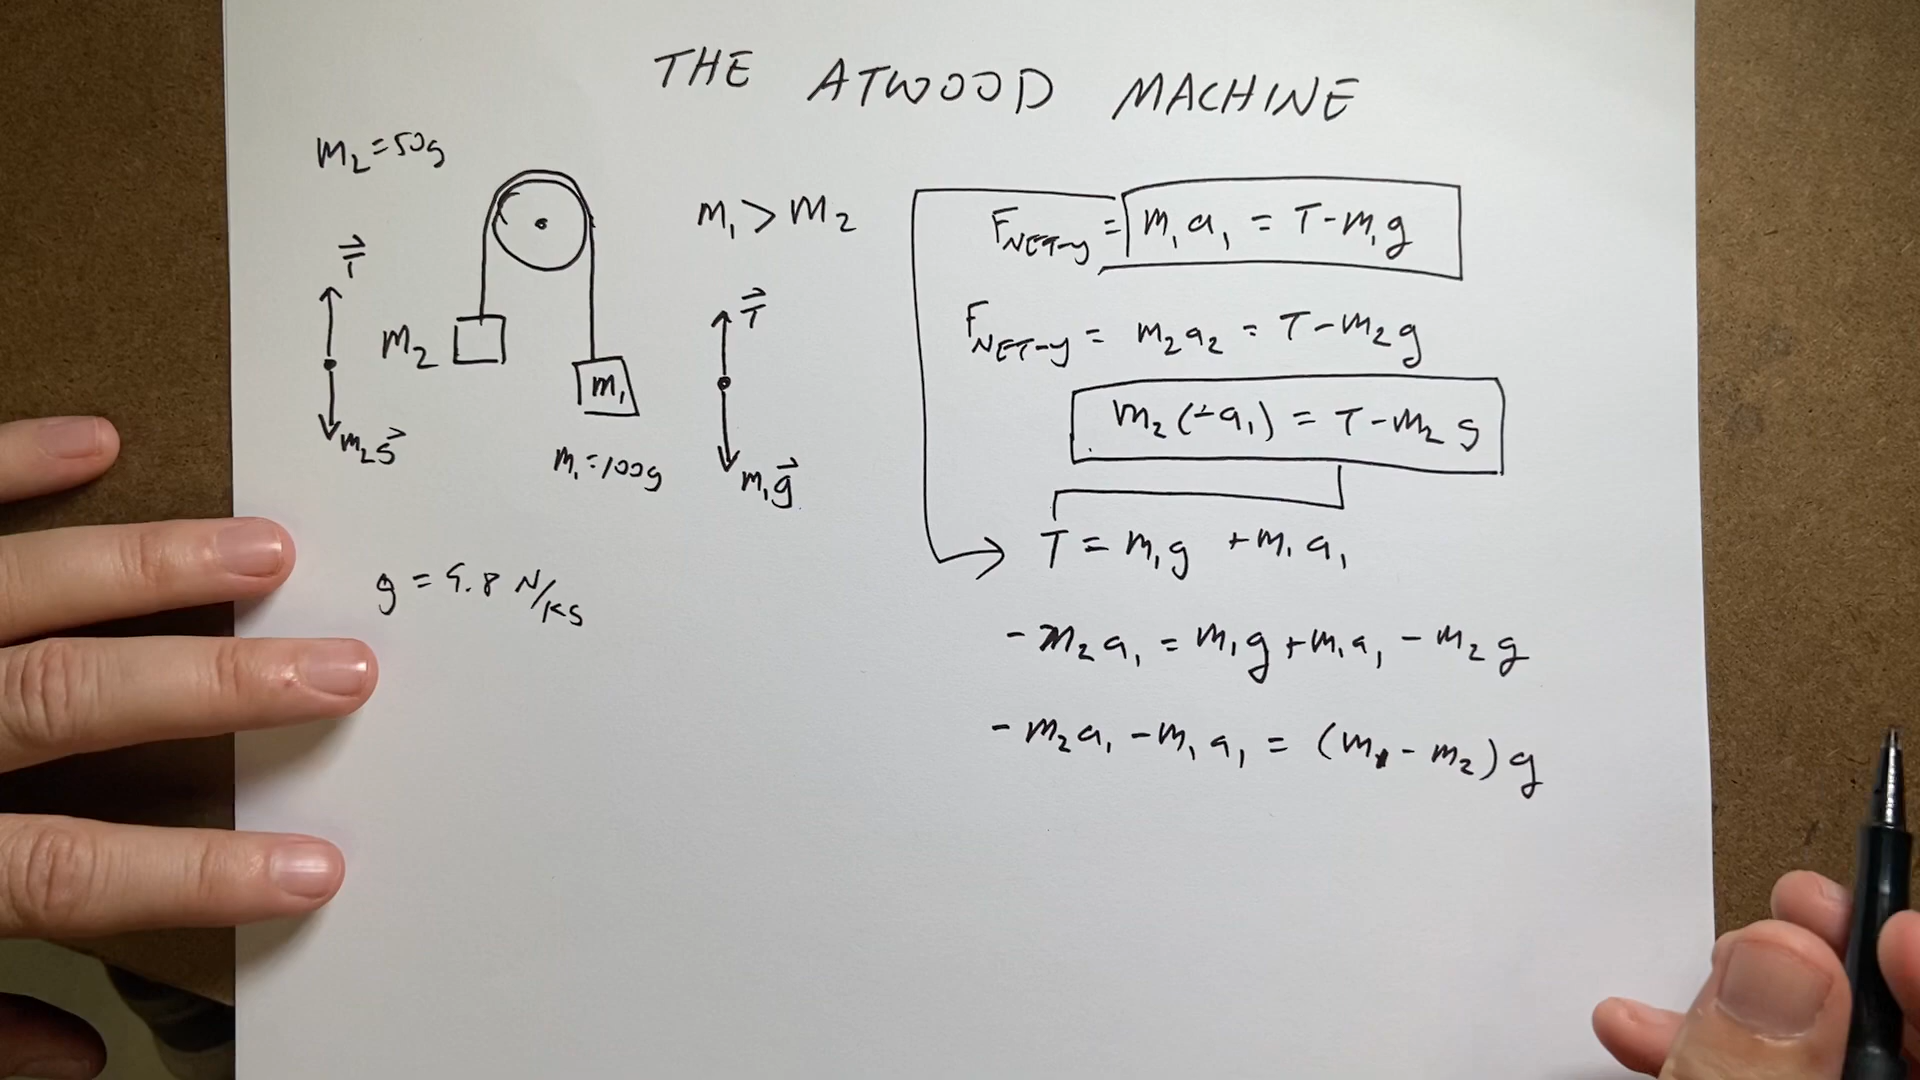 THE ATWOOD MACHINE
m₂=50g
m₁ > m₂
T⃗
m₂
m₂g⃗
m₁
m₁=100g
T⃗
m₁g⃗
g = 9.8 N/kg
F_NET-y = m₁a₁ = T-m₁g
F_NET-y = m₂a₂ = T-m₂g
m₂(-a₁) = T-m₂g
T = m₁g +m₁a₁
-m₂a₁ = m₁g+m₁a₁ -m₂g
-m₂a₁ -m₁a₁ = (m₁-m₂)g